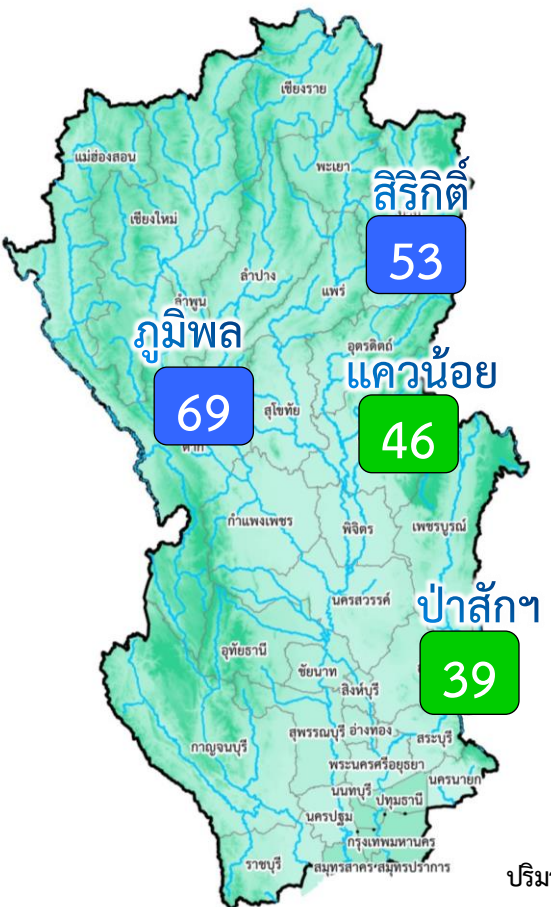 เชียงราย
แม่ฮ่องสอน
พะเยา
สิริกิติ์
เชียงใหม่
53
ลำปาง
แพร่
ลำพูน
ภูมิพล
อุตรดิตถ์
แควน้อย
69
สุโขทัย
46
ตาก
กำแพงเพชร
พิจิตร
เพชรบูรณ์
นครสวรรค์
ป่าสักฯ
อุทัยธานี
ชัยนาท
39
สิงห์บุรี
สุพรรณบุรี อ่างทอง
สระบุรี
กาญจนบุรี
พระนครศรีอยุธยา
นครนายก
นนทบุรี
ปทุมธานี
นครปฐม
กรุงเทพมหานคร
ราชบุรี
สมุทรสาคร สมุทรปราการ